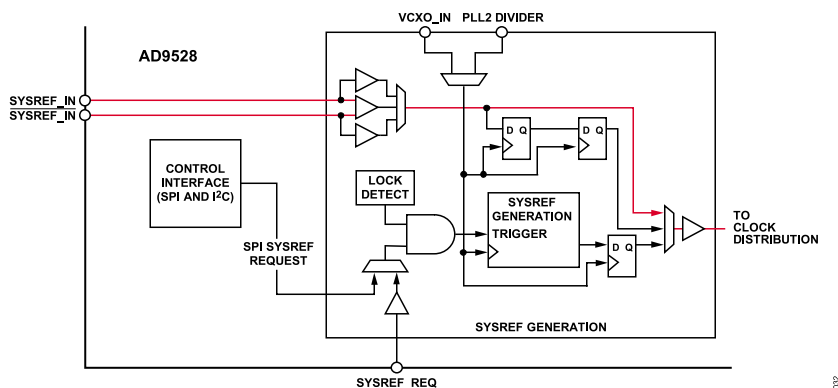 VCXO_IN PLL2 DIVIDER
AD9528
SYSREF_IN
SYSREF_IN
CONTROL
INTERFACE
(SPI AND I²C)
LOCK
DETECT
D Q
D Q
SYSREF
GENERATION
TRIGGER
D Q
TO
CLOCK
DISTRIBUTION
SPI SYSREF
REQUEST
SYSREF GENERATION
SYSREF_REQ